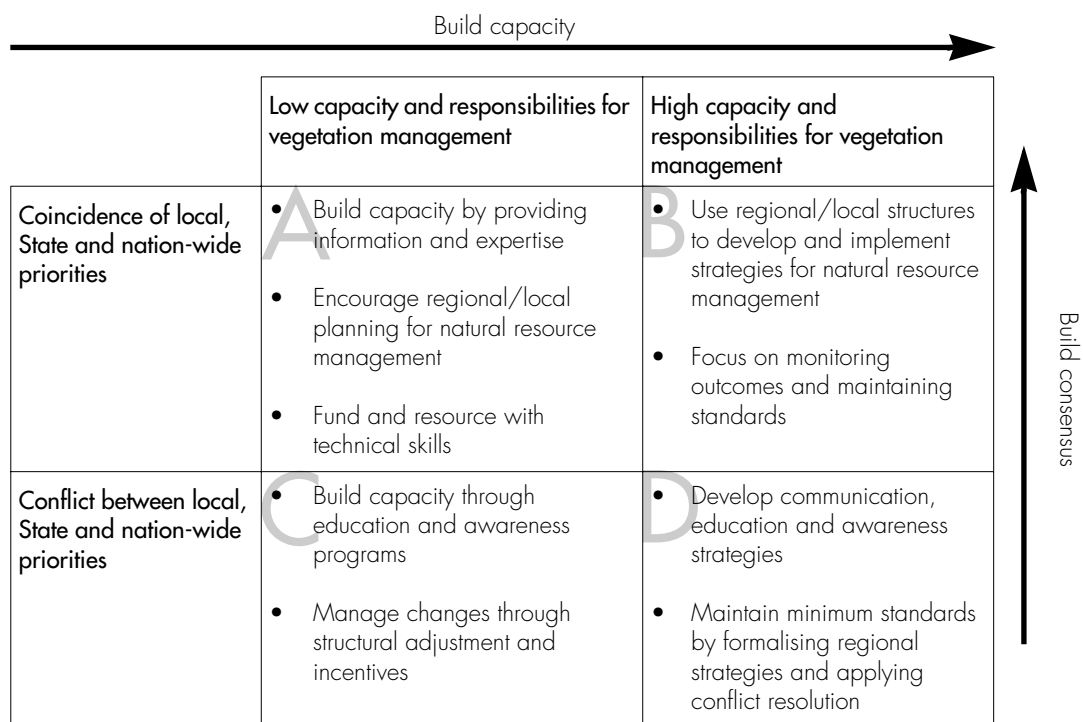 Build capacity
Low capacity and responsibilities for
vegetation management
High capacity and
responsibilities for vegetation
management
Coincidence of local,
State and nation-wide
priorities
A
• Build capacity by providing
information and expertise
• Encourage regional/local
planning for natural resource
management
• Fund and resource with
technical skills
B
• Use regional/local structures
to develop and implement
strategies for natural resource
management
• Focus on monitoring
outcomes and maintaining
standards
Conflict between local,
State and nation-wide
priorities
C
• Build capacity through
education and awareness
programs
• Manage changes through
structural adjustment and
incentives
D
• Develop communication,
education and awareness
strategies
• Maintain minimum standards
by formalising regional
strategies and applying
conflict resolution
Build consensus